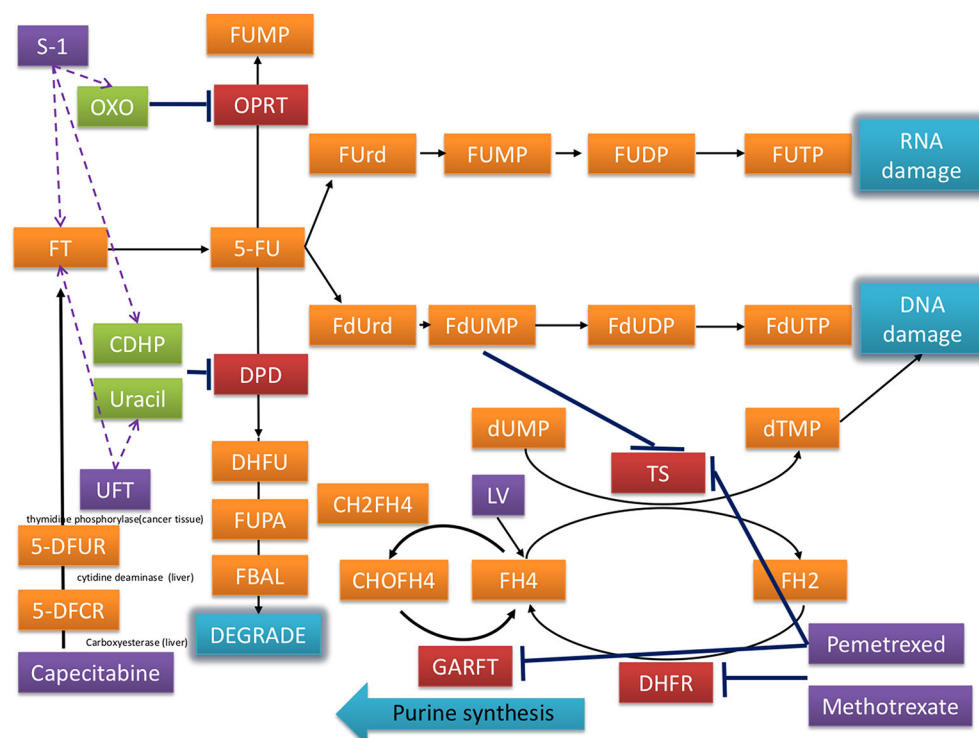 FUMP
S-1
OXO
OPRT
FUrd
FUMP
FUDP
FUTP
RNA
damage
FT
5-FU
FdUrd
FdUMP
FdUDP
FdUTP
DNA
damage
CDHP
DPD
Uracil
dUMP
dTMP
DHFU
TS
UFT
LV
CH2FH4
thymidine phosphorylase(cancer tissue)
FUPA
5-DFUR
cytidine deaminase (liver)
FBAL
CHOFH4
FH4
FH2
5-DFCR
DEGRADE
Carboxyesterase (liver)
Capecitabine
GARFT
DHFR
Pemetrexed
Methotrexate
Purine synthesis